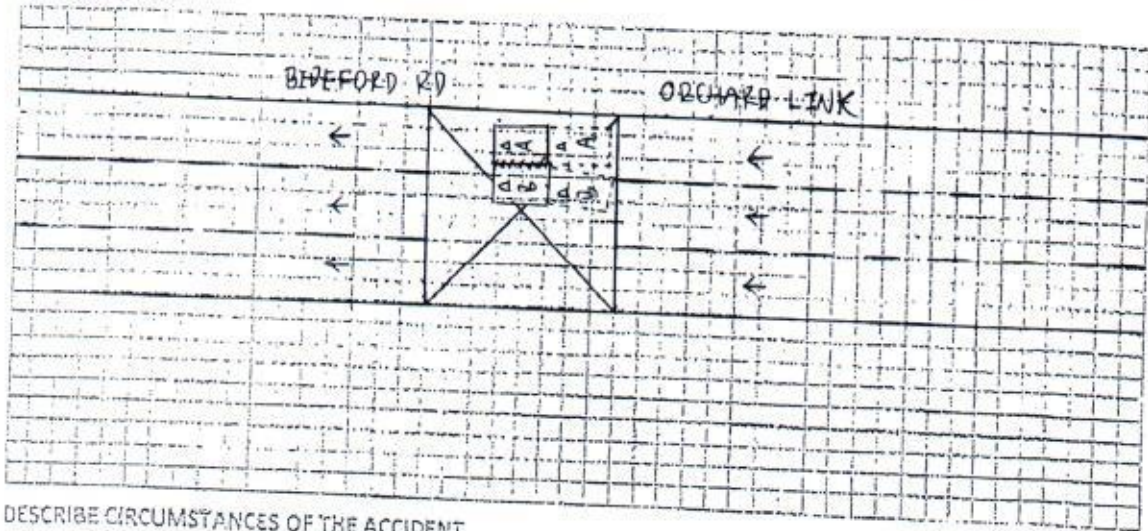 BIDEFORD RD
ORCHARD LINK
A A
B
DESCRIBE CIRCUMSTANCES OF THE ACCIDENT